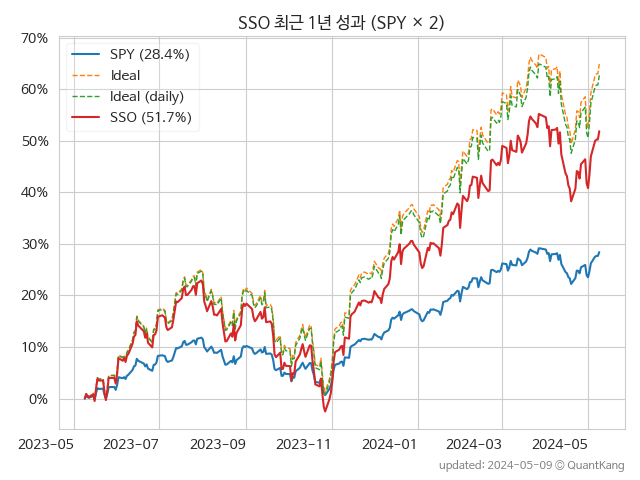 SSO 최근 1년 성과 (SPY × 2)
SPY (28.4%)
Ideal
Ideal (daily)
SSO (51.7%)
70%
60%
50%
40%
30%
20%
10%
0%
2023-05 2023-07 2023-09 2023-11 2024-01 2024-03 2024-05
updated: 2024-05-09 © QuantKang